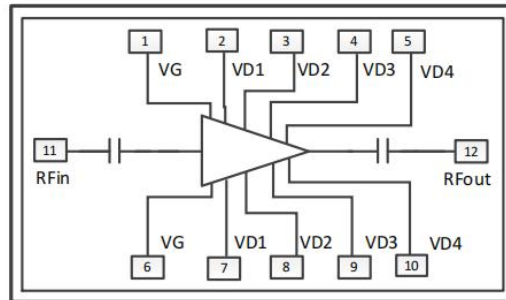 1 2 3 4 5
VG VD1 VD2 VD3 VD4
11 12
RFin RFout
VG VD1 VD2 VD3 VD4
6 7 8 9 10